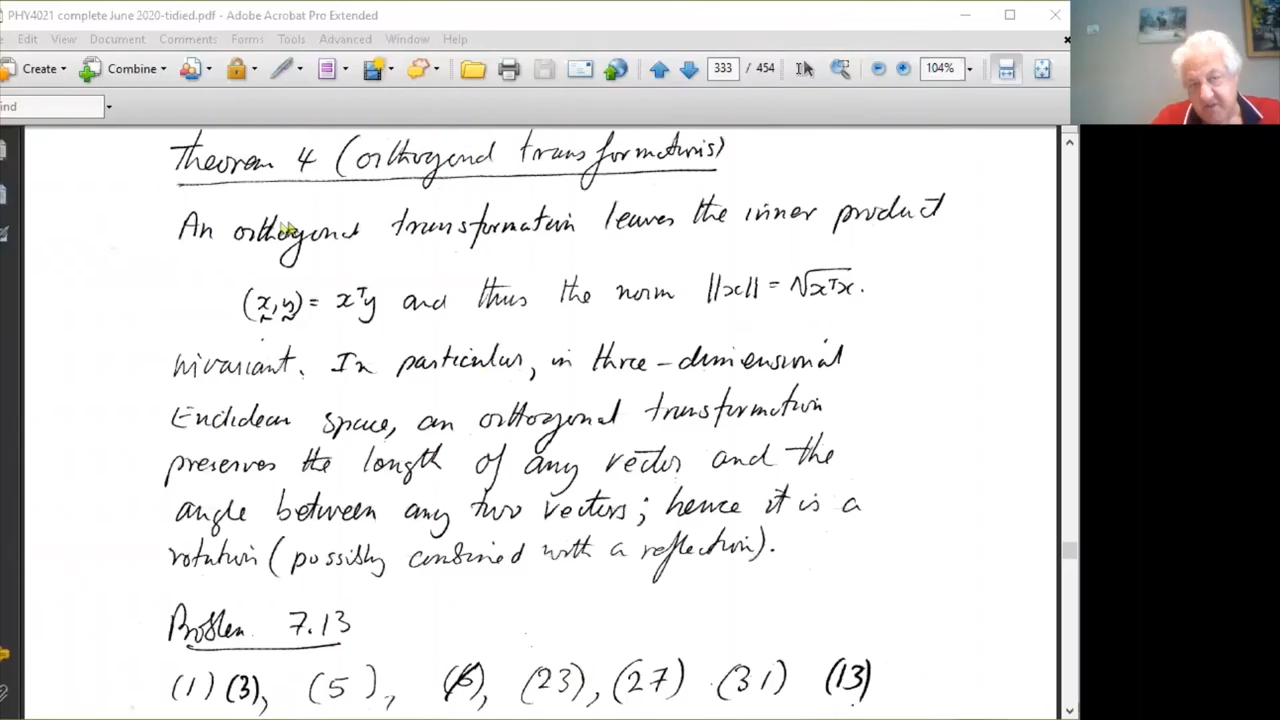 PHY4021 complete June 2020-tidied.pdf - Adobe Acrobat Pro Extended
Edit View Document Comments Forms Tools Advanced Window Help
Create Combine 333 / 454 104%
ind
Theorem 4 (orthogonal transformations)
An orthogonal transformation leaves the inner product
(x, y) = xᵀy and thus the norm ||x|| = √xᵀx.
invariant. In particular, in three-dimensional
Euclidean space, an orthogonal transformation
preserves the length of any vector and the
angle between any two vectors; hence it is a
rotation (possibly combined with a reflection).
Problem 7.13
(1) (3), (5), (6), (23), (27) (31) (13)